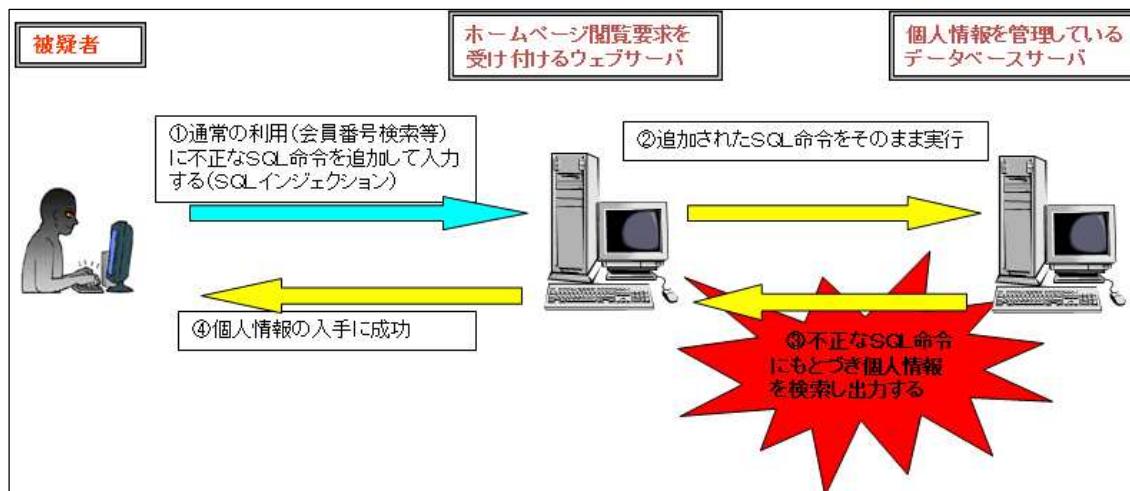 被疑者
ホームページ閲覧要求を
受け付けるウェブサーバ
個人情報を管理している
データベースサーバ
①通常の利用(会員番号検索等)
に不正なSQL命令を追加して入力
する(SQLインジェクション)
②追加されたSQL命令をそのまま実行
③不正なSQL命令
にもとづき個人情報
を検索し出力する
④個人情報の入手に成功